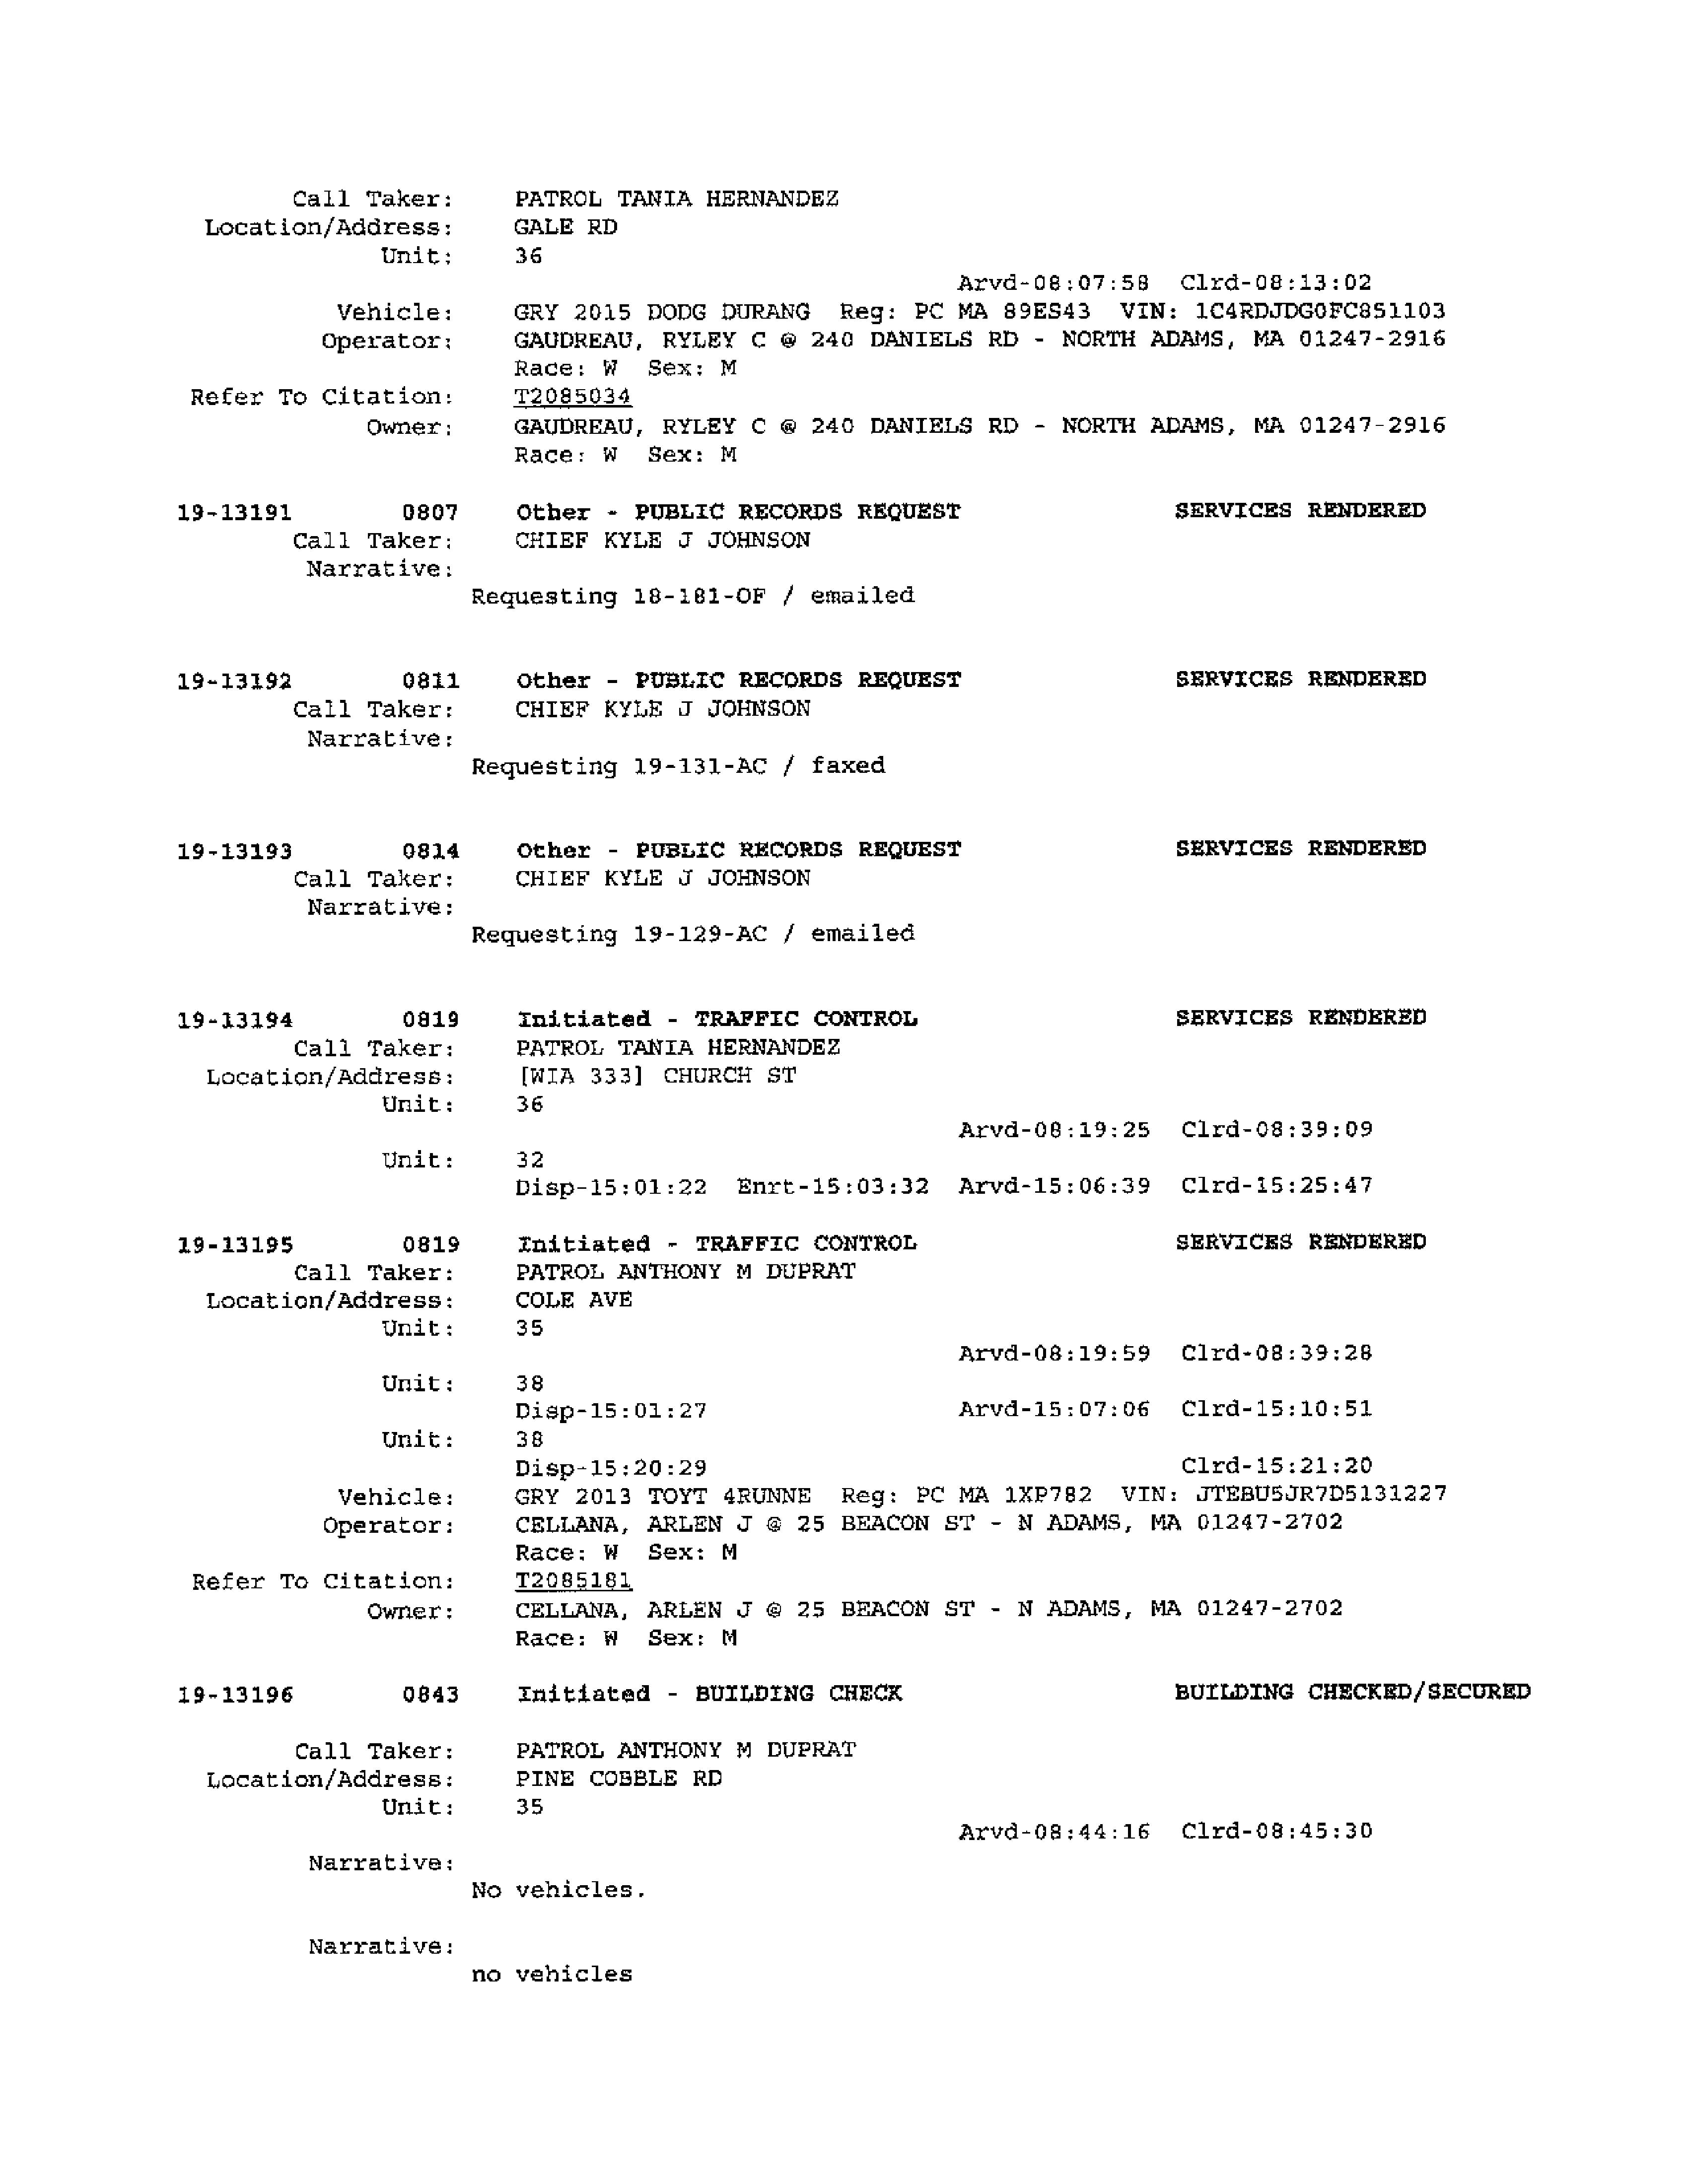 Call Taker: PATROL TANIA HERNANDEZ
Location/Address: GALE RD
Unit: 36
Arvd-08:07:58 Clrd-08:13:02
Vehicle: GRY 2015 DODG DURANG Reg: PC MA 89ES43 VIN: 1C4RDJDG0FC851103
Operator: GAUDREAU, RYLEY C @ 240 DANIELS RD - NORTH ADAMS, MA 01247-2916
Race: W Sex: M
Refer To Citation: T2085034
Owner: GAUDREAU, RYLEY C @ 240 DANIELS RD - NORTH ADAMS, MA 01247-2916
Race: W Sex: M
19-13191 0807 Other - PUBLIC RECORDS REQUEST SERVICES RENDERED
Call Taker: CHIEF KYLE J JOHNSON
Narrative:
Requesting 18-181-OF / emailed
19-13192 0811 Other - PUBLIC RECORDS REQUEST SERVICES RENDERED
Call Taker: CHIEF KYLE J JOHNSON
Narrative:
Requesting 19-131-AC / faxed
19-13193 0814 Other - PUBLIC RECORDS REQUEST SERVICES RENDERED
Call Taker: CHIEF KYLE J JOHNSON
Narrative:
Requesting 19-129-AC / emailed
19-13194 0819 Initiated - TRAFFIC CONTROL SERVICES RENDERED
Call Taker: PATROL TANIA HERNANDEZ
Location/Address: [WIA 333] CHURCH ST
Unit: 36
Arvd-08:19:25 Clrd-08:39:09
Unit: 32
Disp-15:01:22 Enrt-15:03:32 Arvd-15:06:39 Clrd-15:25:47
19-13195 0819 Initiated - TRAFFIC CONTROL SERVICES RENDERED
Call Taker: PATROL ANTHONY M DUPRAT
Location/Address: COLE AVE
Unit: 35
Arvd-08:19:59 Clrd-08:39:28
Unit: 38
Disp-15:01:27 Arvd-15:07:06 Clrd-15:10:51
Unit: 38
Disp-15:20:29 Clrd-15:21:20
Vehicle: GRY 2013 TOYT 4RUNNE Reg: PC MA 1XP782 VIN: JTEBU5JR7D5131227
Operator: CELLANA, ARLEN J @ 25 BEACON ST - N ADAMS, MA 01247-2702
Race: W Sex: M
Refer To Citation: T2085181
Owner: CELLANA, ARLEN J @ 25 BEACON ST - N ADAMS, MA 01247-2702
Race: W Sex: M
19-13196 0843 Initiated - BUILDING CHECK BUILDING CHECKED/SECURED
Call Taker: PATROL ANTHONY M DUPRAT
Location/Address: PINE COBBLE RD
Unit: 35
Arvd-08:44:16 Clrd-08:45:30
Narrative:
No vehicles.
Narrative:
no vehicles